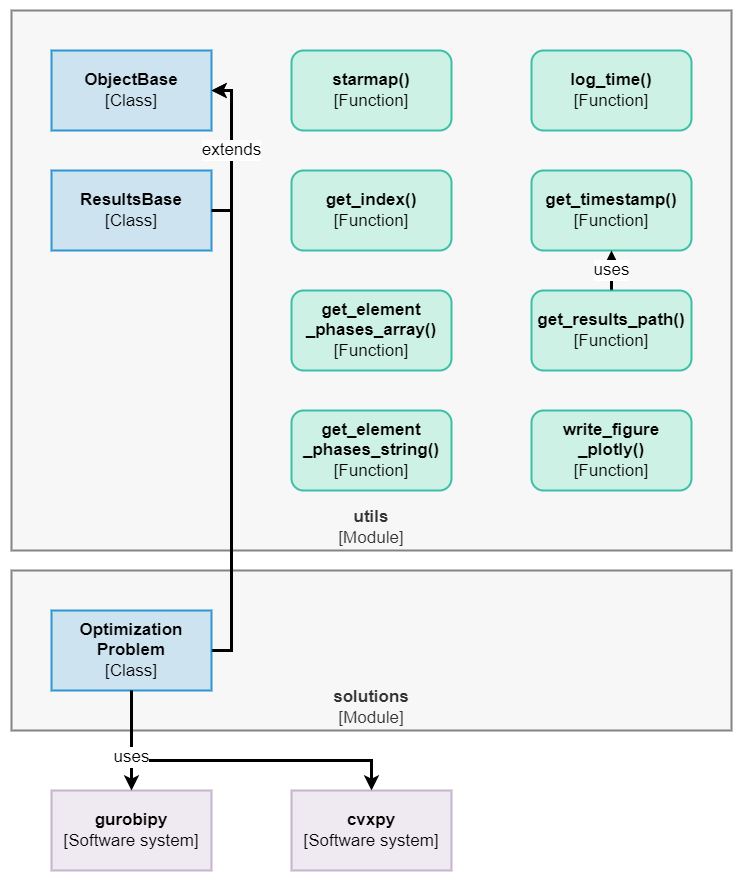 ObjectBase
[Class]
starmap()
[Function]
log_time()
[Function]
extends
ResultsBase
[Class]
get_index()
[Function]
get_timestamp()
[Function]
uses
get_element
_phases_array()
[Function]
get_results_path()
[Function]
get_element
_phases_string()
[Function]
write_figure
_plotly()
[Function]
utils
[Module]
Optimization
Problem
[Class]
solutions
[Module]
uses
gurobipy
[Software system]
cvxpy
[Software system]